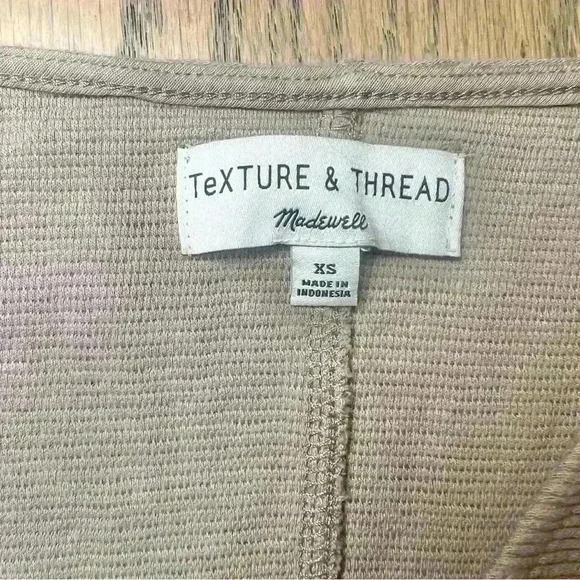 TeXTURE & THREAD
Madewell
XS
MADE IN
INDONESIA